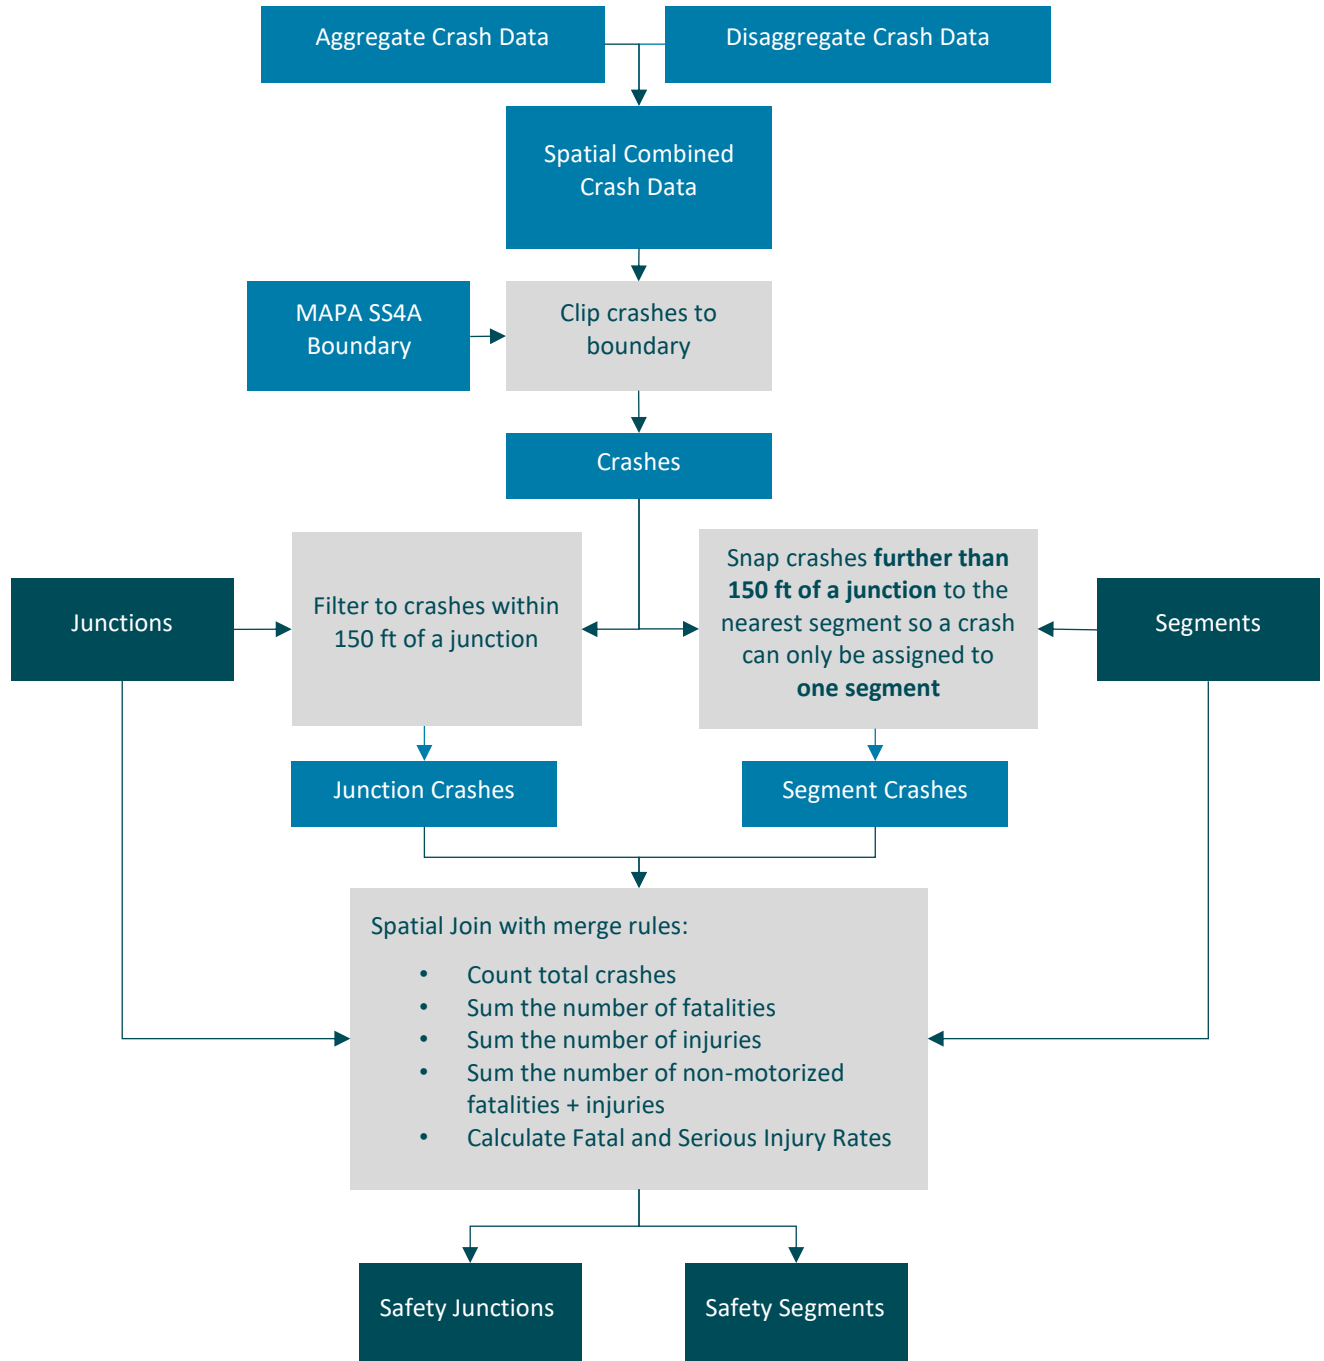 Aggregate Crash Data
Disaggregate Crash Data
Spatial Combined
Crash Data
MAPA SS4A
Boundary
Clip crashes to
boundary
Crashes
Junctions
Filter to crashes within
150 ft of a junction
Snap crashes further than
150 ft of a junction to the
nearest segment so a crash
can only be assigned to
one segment
Segments
Junction Crashes
Segment Crashes
Spatial Join with merge rules:
• Count total crashes
• Sum the number of fatalities
• Sum the number of injuries
• Sum the number of non-motorized
fatalities + injuries
• Calculate Fatal and Serious Injury Rates
Safety Junctions
Safety Segments